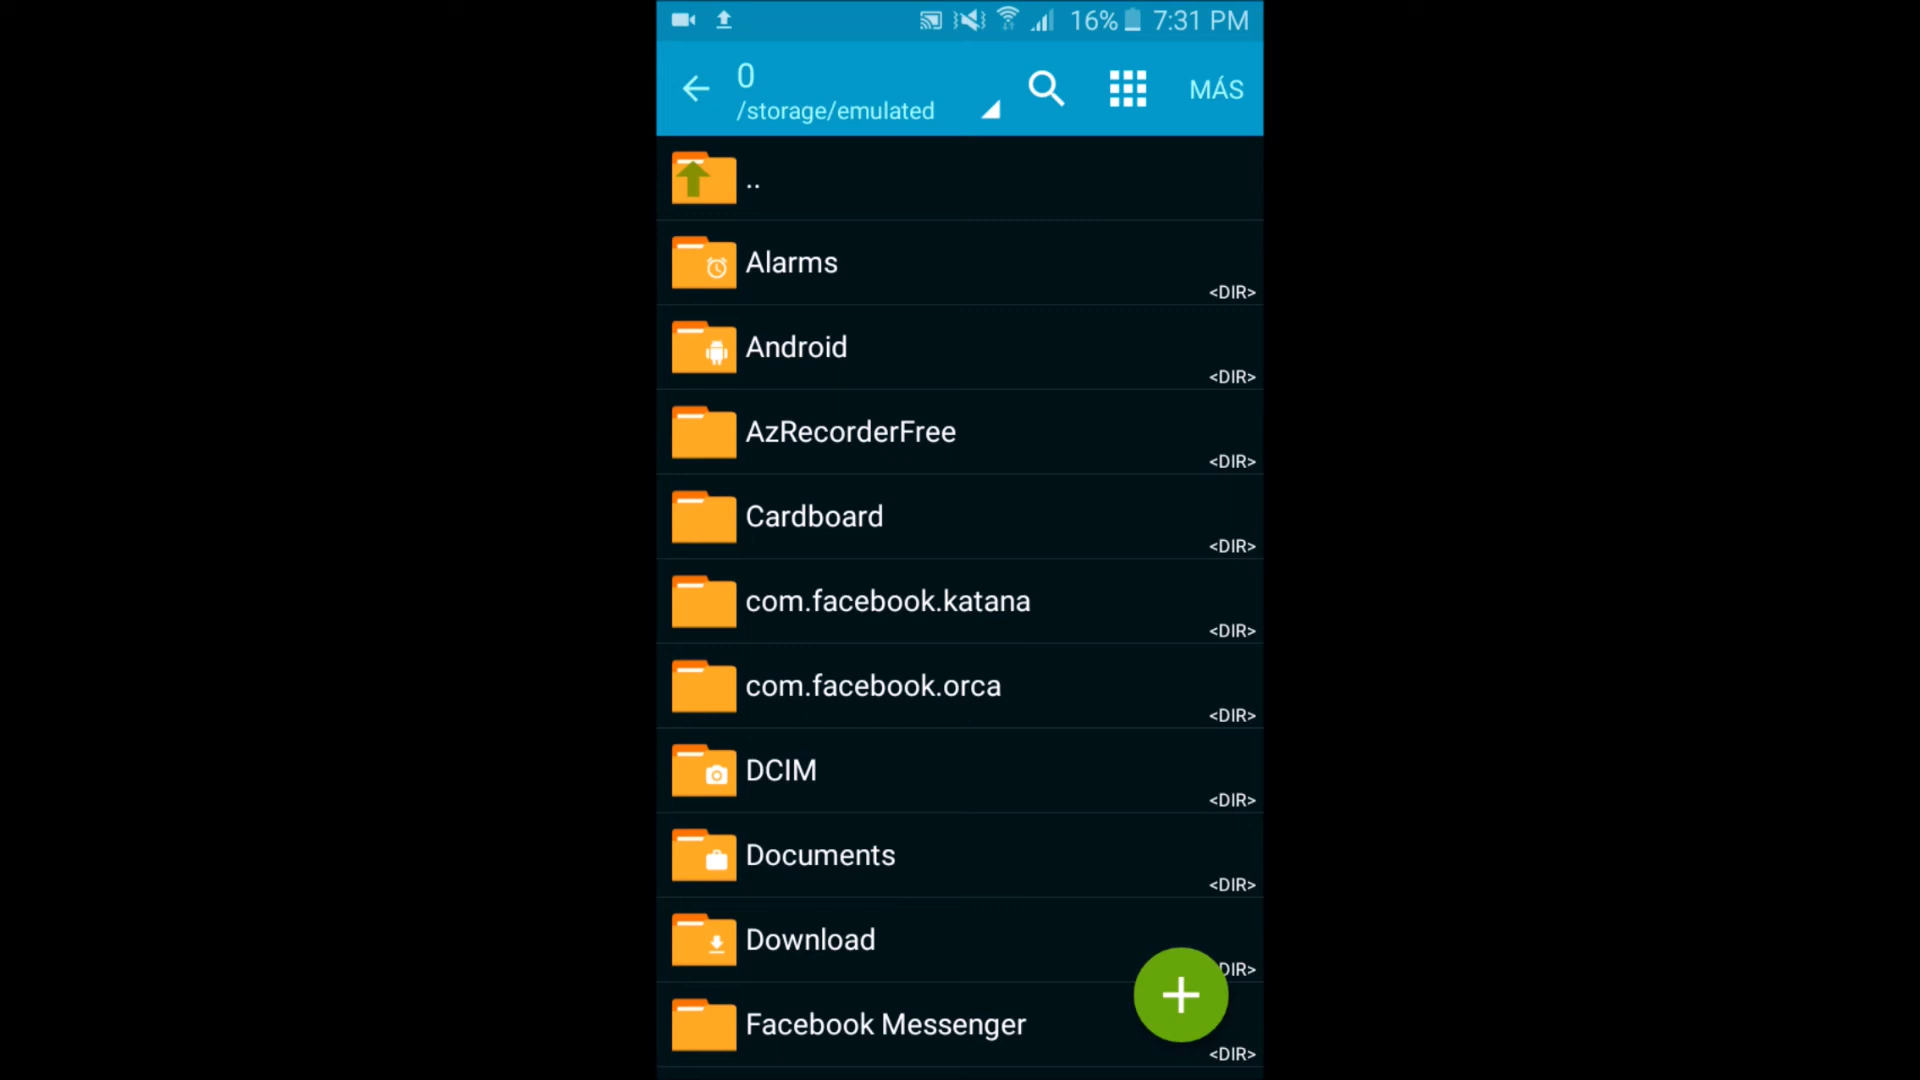 16% 7:31 PM
0
/storage/emulated
MÁS
..
Alarms
<DIR>
Android
<DIR>
AzRecorderFree
<DIR>
Cardboard
<DIR>
com.facebook.katana
<DIR>
com.facebook.orca
<DIR>
DCIM
<DIR>
Documents
<DIR>
Download
DIR>
Facebook Messenger
<DIR>